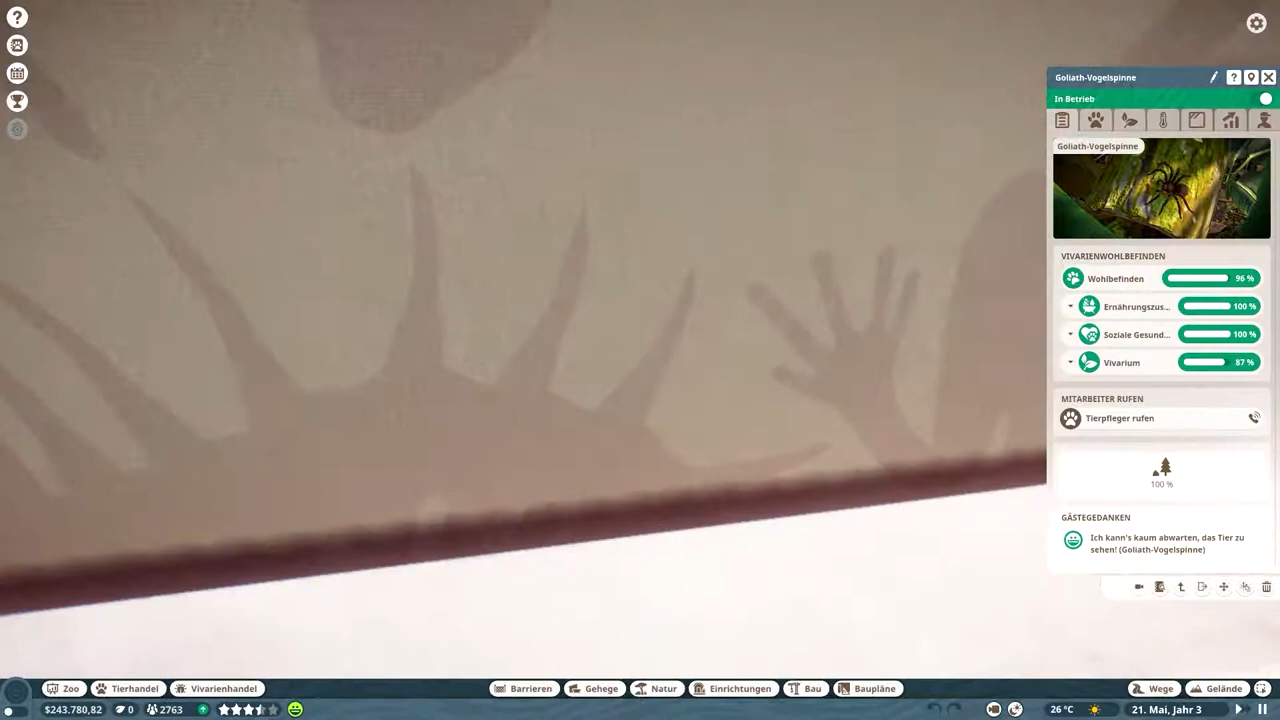 Goliath-Vogelspinne
In Betrieb
Goliath-Vogelspinne
VIVARIENWOHLBEFINDEN
Wohlbefinden 96 %
Ernährungszus... 100 %
Soziale Gesund... 100 %
Vivarium 87 %
MITARBEITER RUFEN
Tierpfleger rufen
100 %
GÄSTEGEDANKEN
Ich kann's kaum abwarten, das Tier zu
sehen! (Goliath-Vogelspinne)
Zoo Tierhandel Vivarienhandel Barrieren Gehege Natur Einrichtungen Bau Baupläne Wege Gelände
$243.780,82 0 2763 26 °C 21. Mai, Jahr 3